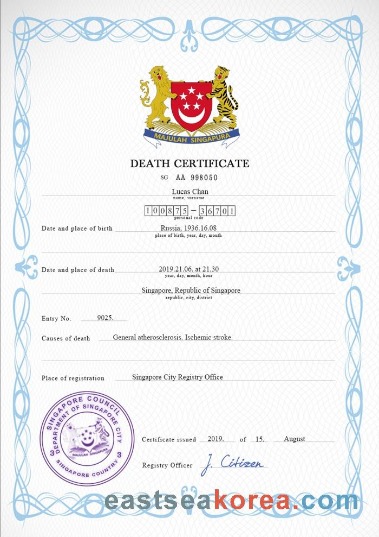 MAJULAH SINGAPURA
DEATH CERTIFICATE
SG AA 998050
Lucas Chan
name, surname
100875-36701
personal code
Date and place of birth Russia, 1936.16.08
place of birth, year, day, month
Date and place of death 2019.21.06, at 21.30
year, day, month, hour
Singapore, Republic of Singapore
republic, city, district
Entry No. 9025.
Causes of death General atherosclerosis. Ischemic stroke
Place of registration Singapore City Registry Office
SINGAPORE COUNCIL
DEPARTMENT OF SINGAPORE CITY
3 3
SINGAPORE COUNTRY
Certificate issued 2019. of 15. August
Registry Officer J. Citizen
eastseakorea.com